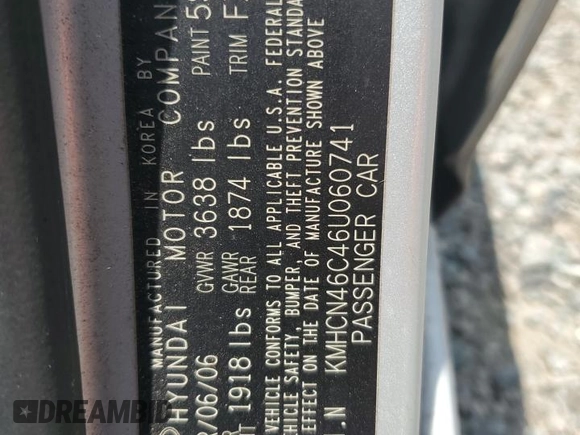 MANUFACTURED IN KOREA BY
HYUNDAI MOTOR COMPAN
/06/06 GVWR 3638 lbs PAINT 5
1918 lbs GAWR REAR 1874 lbs TRIM F
VEHICLE CONFORMS TO ALL APPLICABLE U.S.A. FEDERAL
HICLE SAFETY, BUMPER, AND THEFT PREVENTION STANDA
EFFECT ON THE DATE OF MANUFACTURE SHOWN ABOVE
I.N KMHCN46C46U060741
PASSENGER CAR
DREAMBID